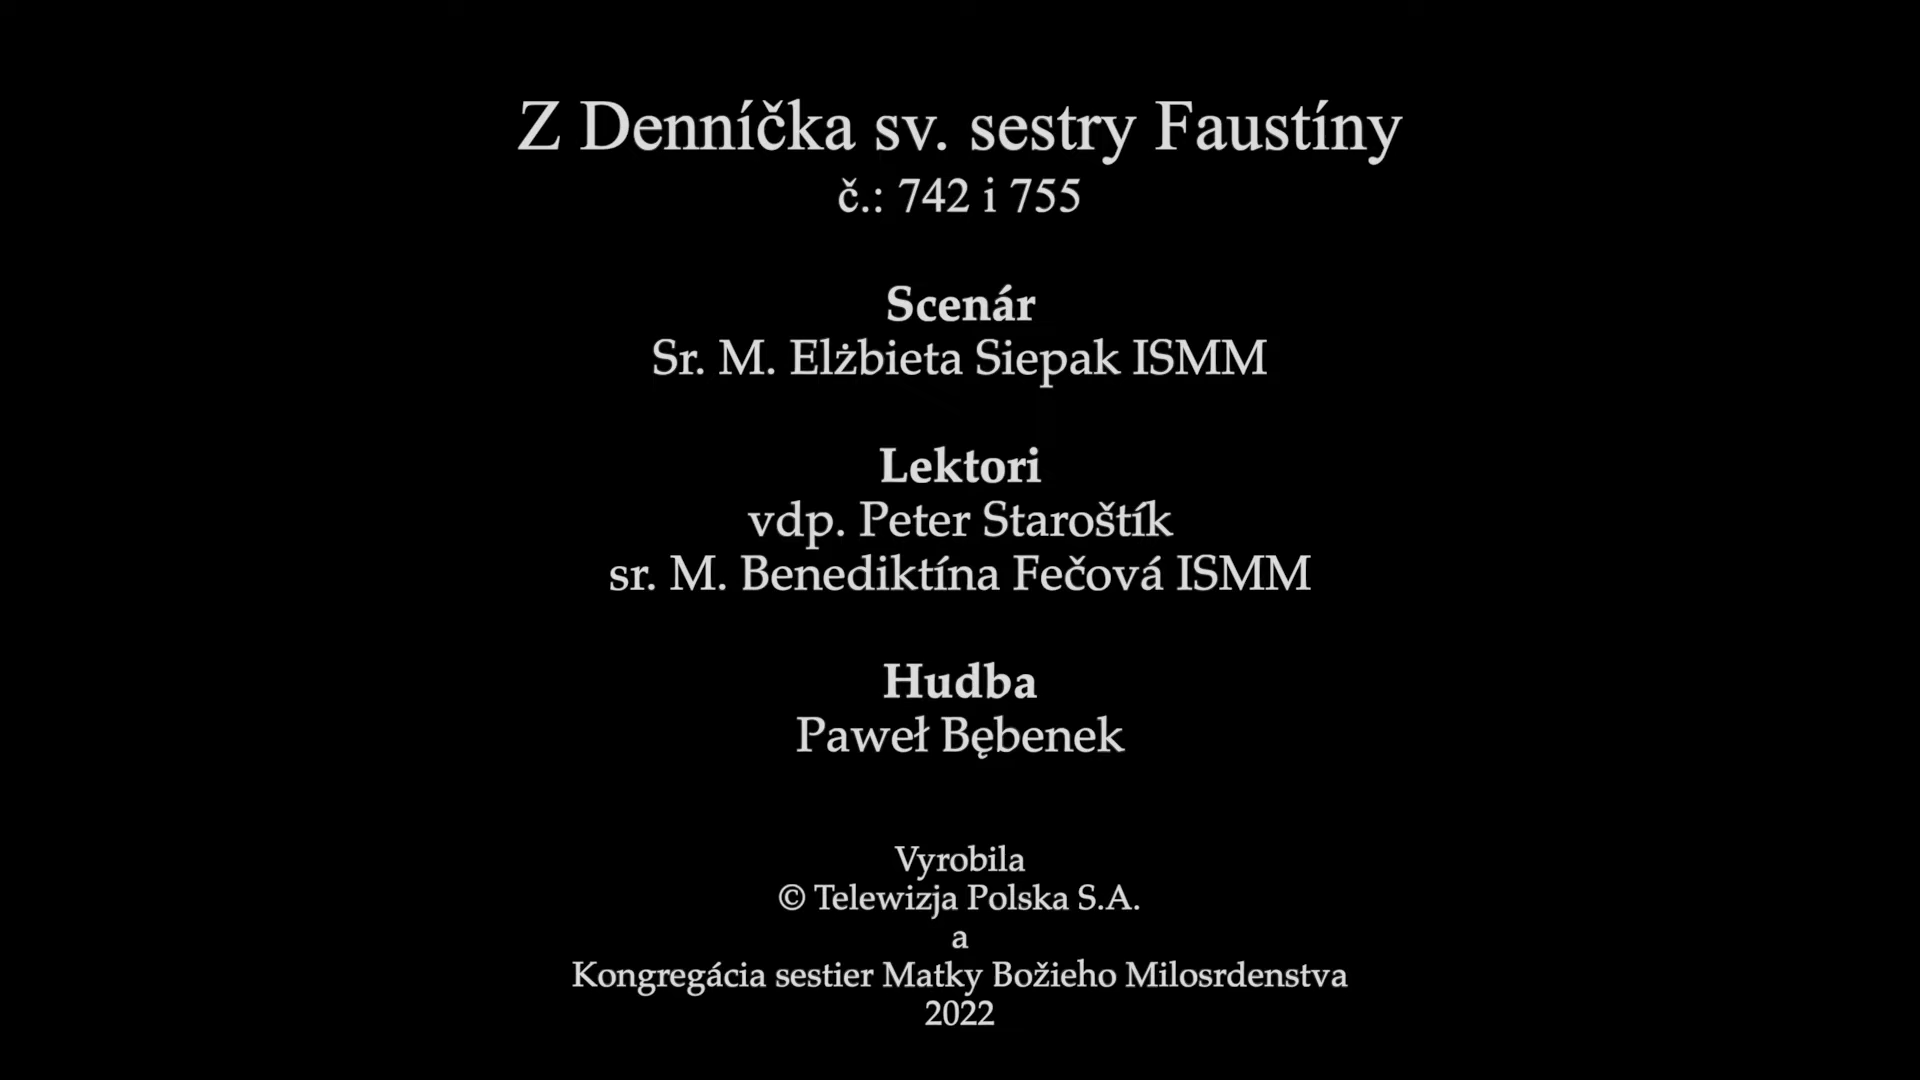 Z Denníčka sv. sestry Faustíny
č.: 742 i 755
Scenár
Sr. M. Elżbieta Siepak ISMM
Lektori
vdp. Peter Staroštík
sr. M. Benediktína Fečová ISMM
Hudba
Paweł Bębenek
Vyrobila
© Telewizja Polska S.A.
a
Kongregácia sestier Matky Božieho Milosrdenstva
2022